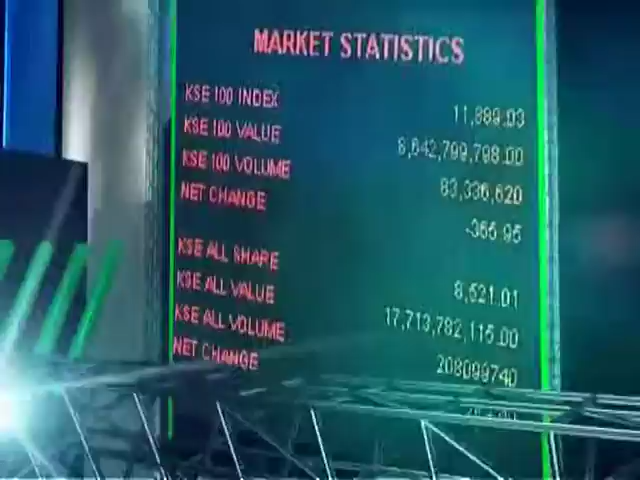 MARKET STATISTICS
KSE 100 INDEX 11,889.03
KSE 100 VALUE 8,642,799,798.00
KSE 100 VOLUME 83,336,620
NET CHANGE -366.95
KSE ALL SHARE 8,521.01
KSE ALL VALUE 17,713,782,115.00
KSE ALL VOLUME 208099740
NET CHANGE